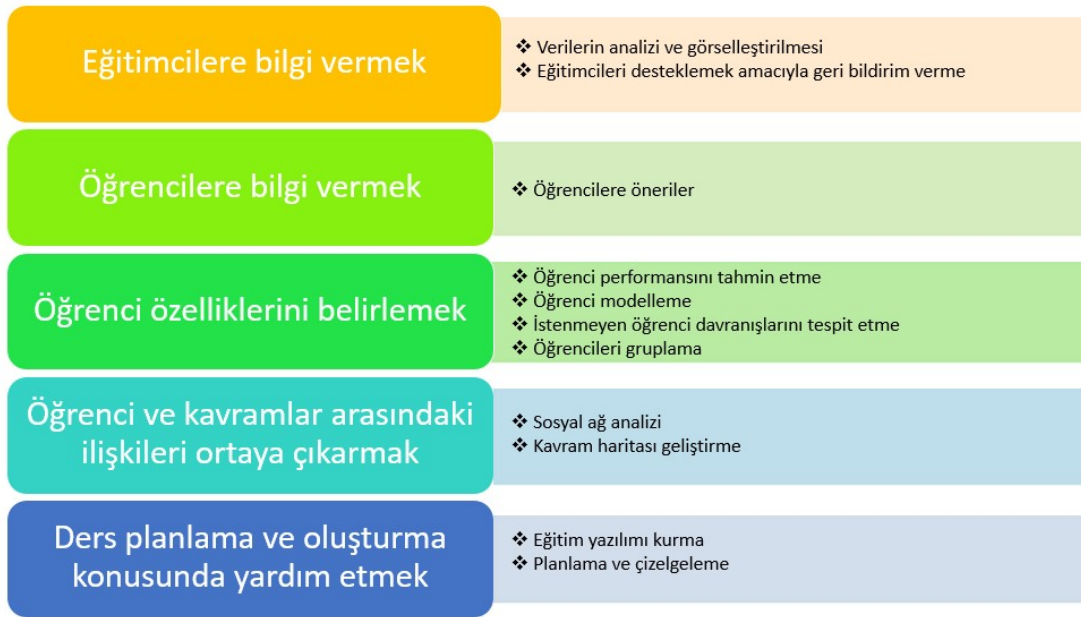 Eğitimcilere bilgi vermek
❖ Verilerin analizi ve görselleştirilmesi
❖ Eğitimcileri desteklemek amacıyla geri bildirim verme
Öğrencilere bilgi vermek
❖ Öğrencilere öneriler
Öğrenci özelliklerini belirlemek
❖ Öğrenci performansını tahmin etme
❖ Öğrenci modelleme
❖ İstenmeyen öğrenci davranışlarını tespit etme
❖ Öğrencileri gruplama
Öğrenci ve kavramlar arasındaki
ilişkileri ortaya çıkarmak
❖ Sosyal ağ analizi
❖ Kavram haritası geliştirme
Ders planlama ve oluşturma
konusunda yardım etmek
❖ Eğitim yazılımı kurma
❖ Planlama ve çizelgeleme